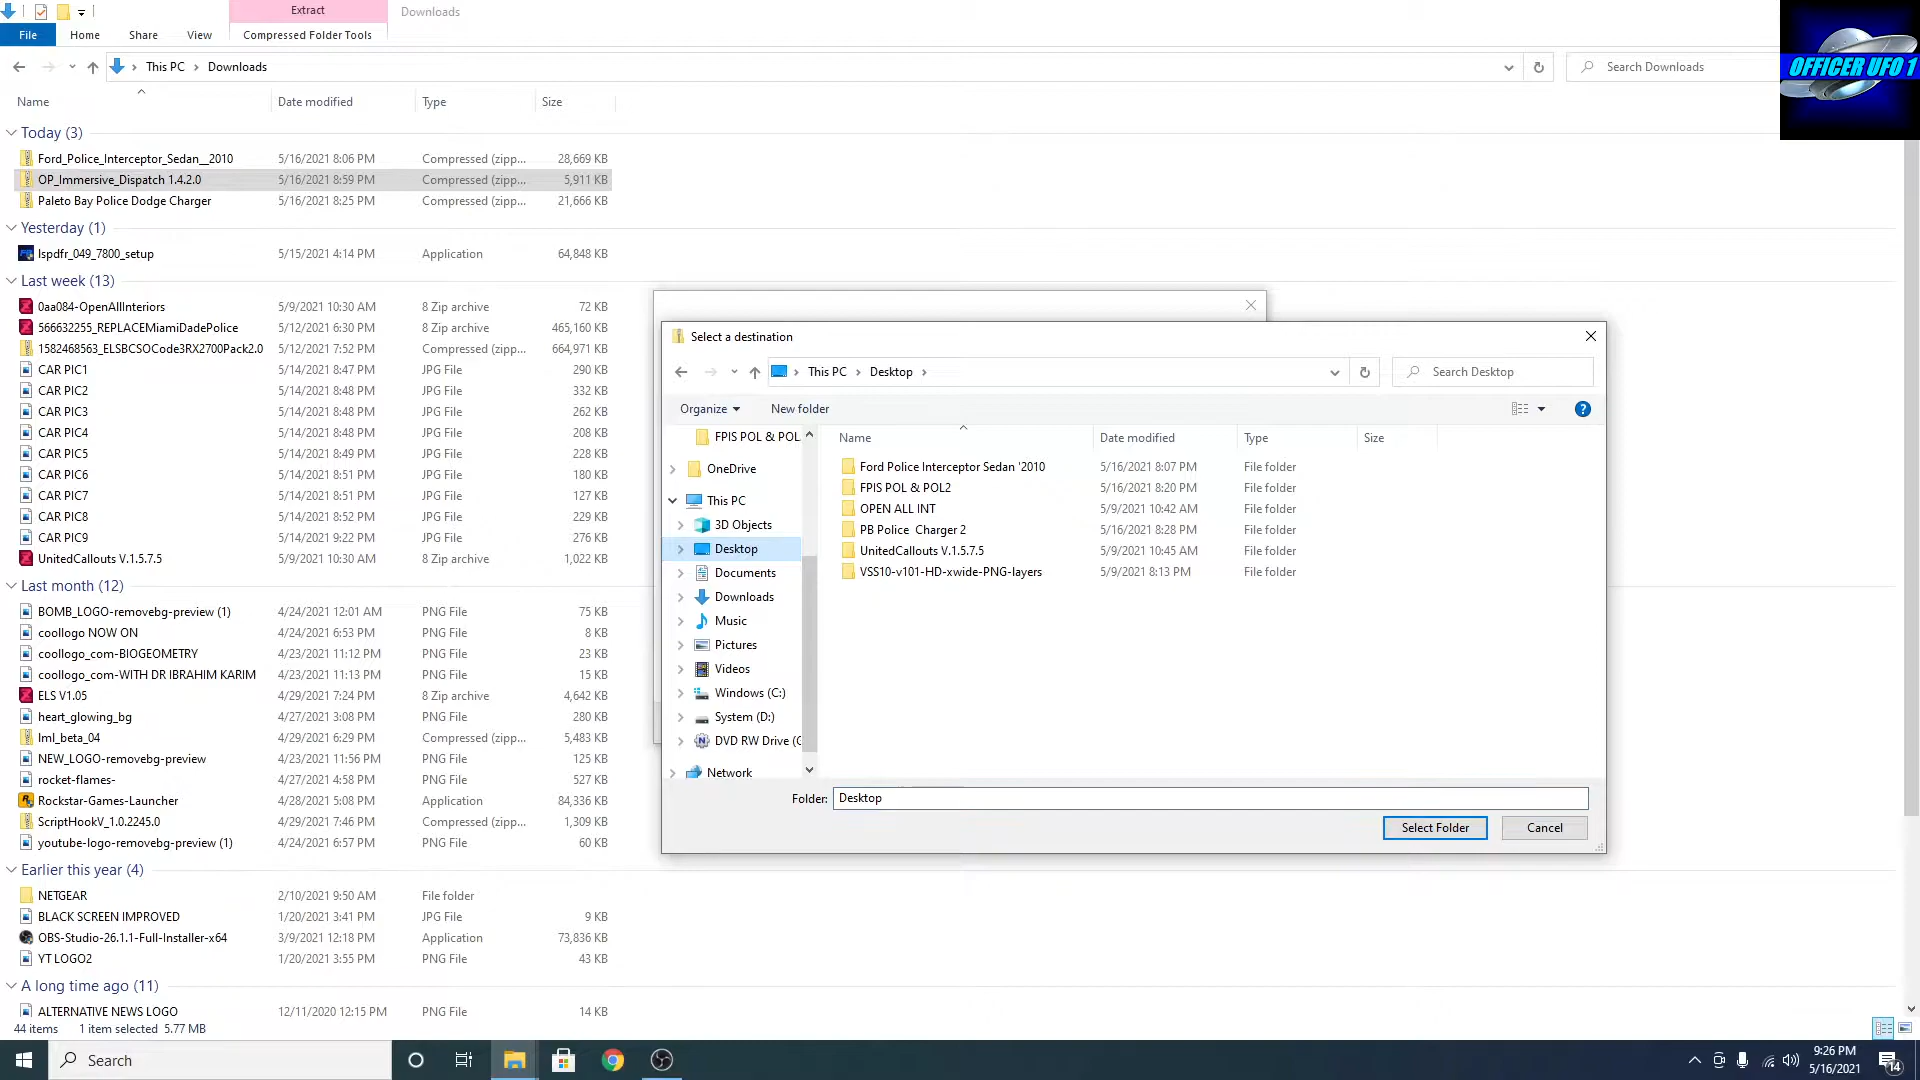 Extract
Downloads
File Home Share View Compressed Folder Tools
This PC Downloads
Search Downloads
OFFICER UFO 1
Name Date modified Type Size
Today (3)
Ford_Police_Interceptor_Sedan__2010 5/16/2021 8:06 PM Compressed (zipp... 28,669 KB
OP_Immersive_Dispatch 1.4.2.0 5/16/2021 8:59 PM Compressed (zipp... 5,911 KB
Paleto Bay Police Dodge Charger 5/16/2021 8:25 PM Compressed (zipp... 21,666 KB
Yesterday (1)
lspdfr_049_7800_setup 5/15/2021 4:14 PM Application 64,848 KB
Last week (13)
0aa084-OpenAllInteriors 5/9/2021 10:30 AM 8 Zip archive 72 KB
566632255_REPLACEMiamiDadePolice 5/12/2021 6:30 PM 8 Zip archive 465,160 KB
1582468563_ELSBCSOCode3RX2700Pack2.0 5/12/2021 7:52 PM Compressed (zipp... 664,971 KB
CAR PIC1 5/14/2021 8:47 PM JPG File 290 KB
CAR PIC2 5/14/2021 8:48 PM JPG File 332 KB
CAR PIC3 5/14/2021 8:48 PM JPG File 262 KB
CAR PIC4 5/14/2021 8:48 PM JPG File 208 KB
CAR PIC5 5/14/2021 8:49 PM JPG File 228 KB
CAR PIC6 5/14/2021 8:51 PM JPG File 180 KB
CAR PIC7 5/14/2021 8:51 PM JPG File 127 KB
CAR PIC8 5/14/2021 8:52 PM JPG File 229 KB
CAR PIC9 5/14/2021 9:22 PM JPG File 276 KB
UnitedCallouts V.1.5.7.5 5/9/2021 10:30 AM 8 Zip archive 1,022 KB
Last month (12)
BOMB_LOGO-removebg-preview (1) 4/24/2021 12:01 AM PNG File 75 KB
coollogo NOW ON 4/24/2021 6:53 PM PNG File 8 KB
coollogo_com-BIOGEOMETRY 4/23/2021 11:12 PM PNG File 23 KB
coollogo_com-WITH DR IBRAHIM KARIM 4/23/2021 11:13 PM PNG File 15 KB
ELS V1.05 4/29/2021 7:24 PM 8 Zip archive 4,642 KB
heart_glowing_bg 4/27/2021 3:08 PM PNG File 280 KB
lml_beta_04 4/29/2021 6:29 PM Compressed (zipp... 5,483 KB
NEW_LOGO-removebg-preview 4/23/2021 11:56 PM PNG File 125 KB
rocket-flames- 4/27/2021 4:58 PM PNG File 527 KB
Rockstar-Games-Launcher 4/28/2021 5:08 PM Application 84,336 KB
ScriptHookV_1.0.2245.0 4/29/2021 7:46 PM Compressed (zipp... 1,309 KB
youtube-logo-removebg-preview (1) 4/24/2021 6:57 PM PNG File 60 KB
Earlier this year (4)
NETGEAR 2/10/2021 9:50 AM File folder
BLACK SCREEN IMPROVED 1/20/2021 3:41 PM JPG File 9 KB
OBS-Studio-26.1.1-Full-Installer-x64 3/9/2021 12:18 PM Application 73,836 KB
YT LOGO2 1/20/2021 3:55 PM PNG File 43 KB
A long time ago (11)
ALTERNATIVE NEWS LOGO 12/11/2020 12:15 PM PNG File 14 KB
44 items 1 item selected 5.77 MB
Select a destination
This PC Desktop
Search Desktop
Organize New folder
FPIS POL & POL
OneDrive
This PC
3D Objects
Desktop
Documents
Downloads
Music
Pictures
Videos
Windows (C:)
System (D:)
DVD RW Drive (
Network
Name Date modified Type Size
Ford Police Interceptor Sedan '2010 5/16/2021 8:07 PM File folder
FPIS POL & POL2 5/16/2021 8:20 PM File folder
OPEN ALL INT 5/9/2021 10:42 AM File folder
PB Police Charger 2 5/16/2021 8:28 PM File folder
UnitedCallouts V.1.5.7.5 5/9/2021 10:45 AM File folder
VSS10-v101-HD-xwide-PNG-layers 5/9/2021 8:13 PM File folder
Folder: Desktop
Select Folder Cancel
Search
9:26 PM
5/16/2021
14